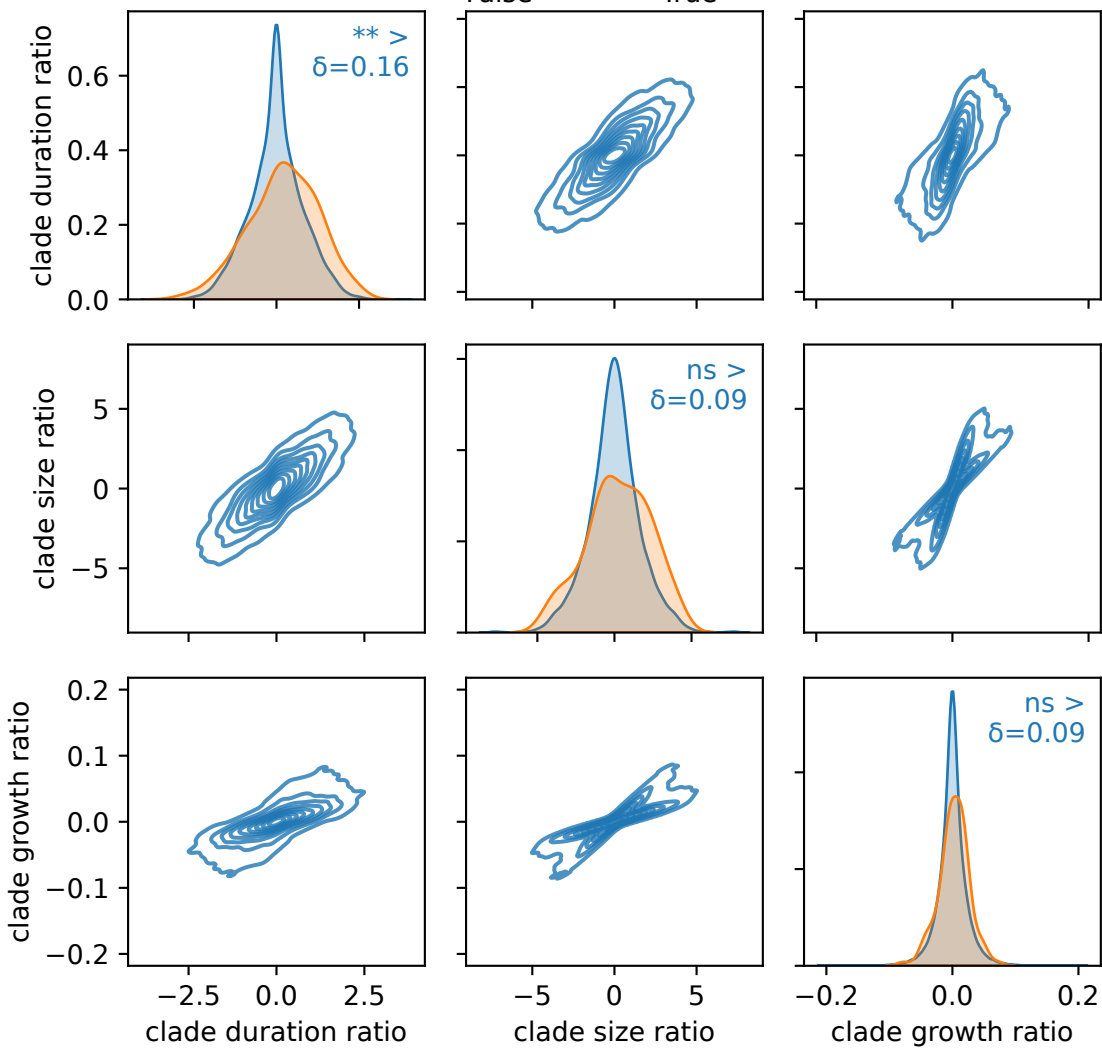 False True
clade duration ratio
0.6
0.4
0.2
0.0
** >
δ=0.16
clade size ratio
5
0
−5
ns >
δ=0.09
clade growth ratio
0.2
0.1
0.0
−0.1
−0.2
ns >
δ=0.09
−2.5 0.0 2.5
−5 0 5
−0.2 0.0 0.2
clade duration ratio
clade size ratio
clade growth ratio